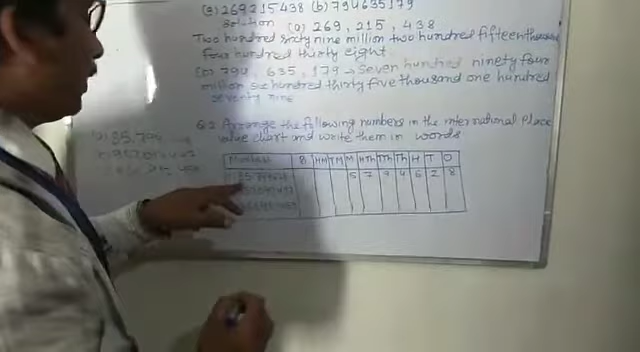 (a) 269215438 (b) 794635179
Solution (a) 269, 215, 438
Two hundred sixty nine million two hundred fifteen thousand
four hundred thirty eight
(b) 794, 635, 179 → Seven hundred ninety four
million six hundred thirty five thousand one hundred
seventy nine
Q.2 Arrange the following numbers in the international Place
value chart and write them in words
Numbers B HM TM M HTh TTh Th H T O
5 7 9 4 6 2 8